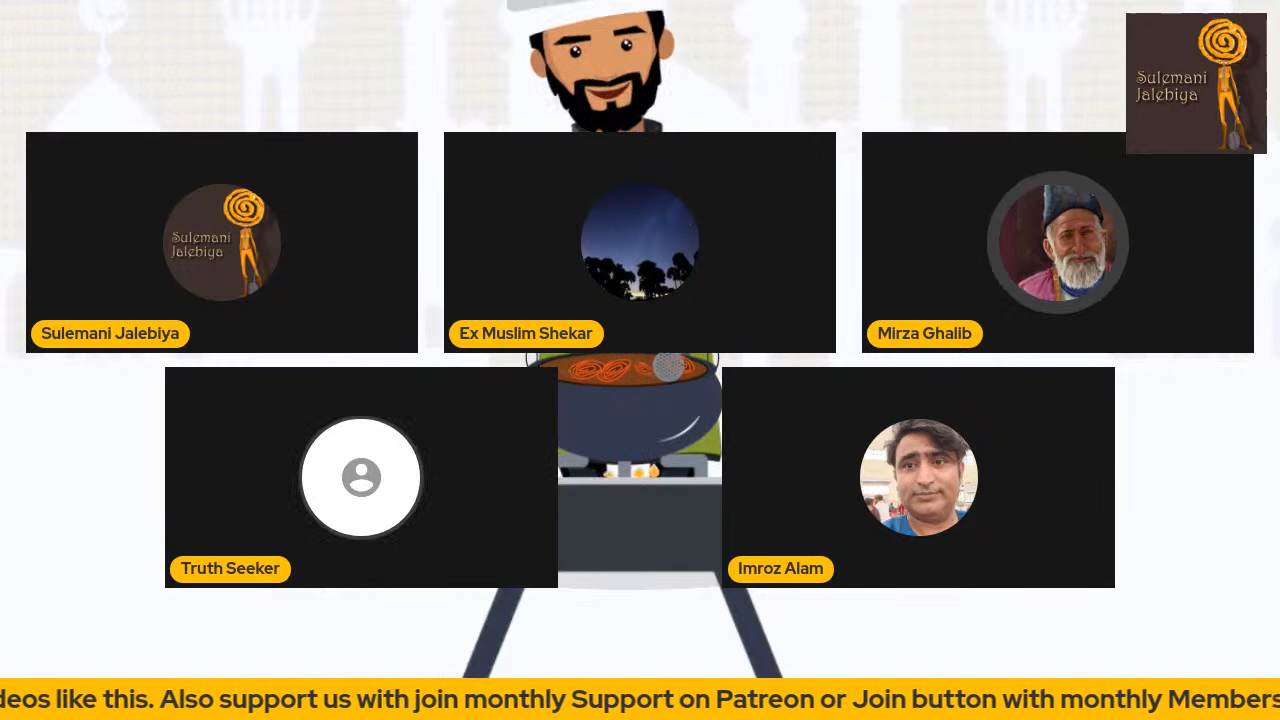 Sulemani
Jalebiya
Sulemani
Jalebiya
Sulemani Jalebiya
Ex Muslim Shekar
Mirza Ghalib
Truth Seeker
Imroz Alam
deos like this. Also support us with join monthly Support on Patreon or Join button with monthly Members